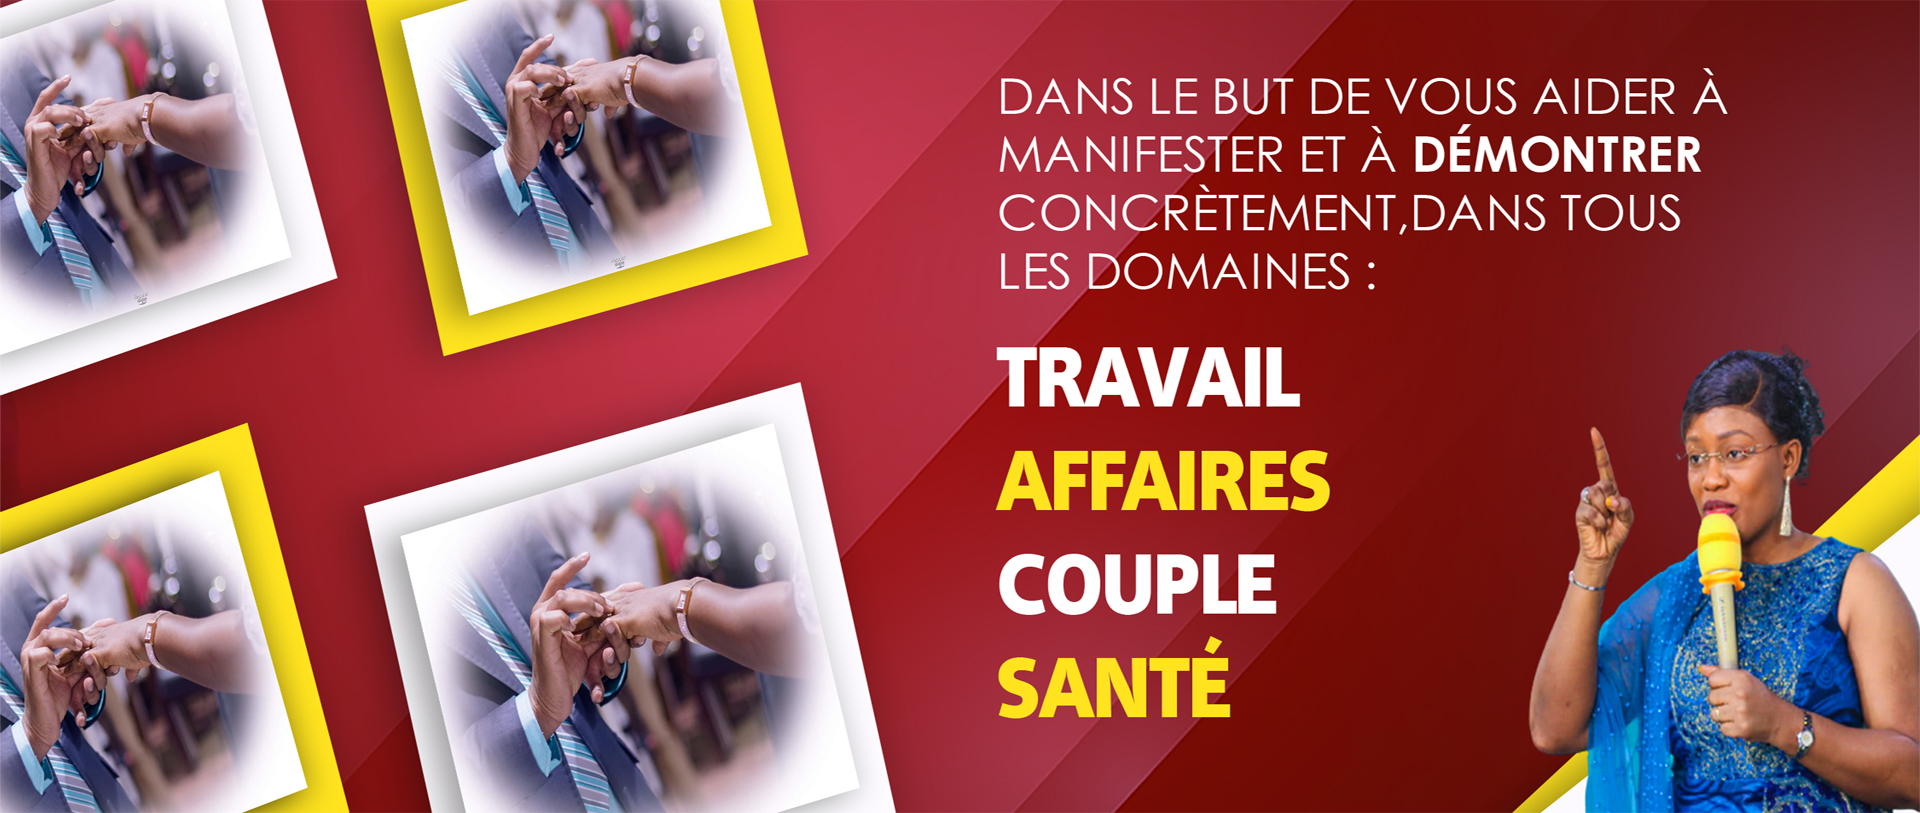 DANS LE BUT DE VOUS AIDER À
MANIFESTER ET À DÉMONTRER
CONCRÈTEMENT,DANS TOUS
LES DOMAINES :
TRAVAIL
AFFAIRES
COUPLE
SANTÉ